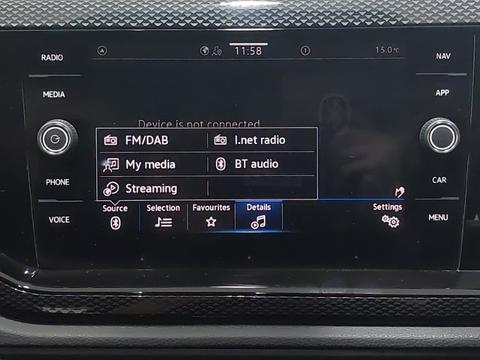 RADIO
11:58
1
15.0°C
NAV
MEDIA
APP
Device is not connected
FM/DAB
I.net radio
My media
BT audio
Streaming
PHONE
CAR
Source
Selection
Favourites
Details
Settings
VOICE
MENU